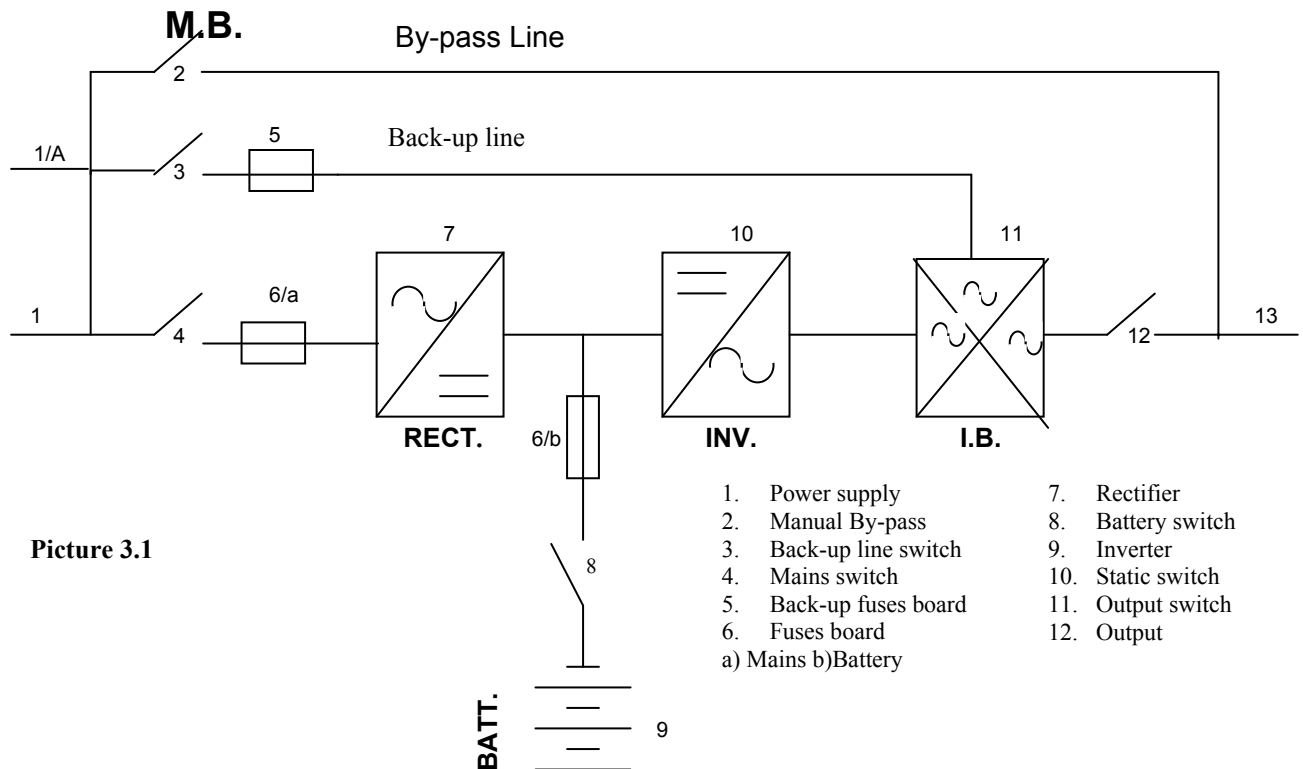 M.B.
By-pass Line
2
5
Back-up line
1/A
3
7
10
11
6/a
1
4
12
13
RECT.
6/b
INV.
I.B.
1. Power supply
2. Manual By-pass
3. Back-up line switch
4. Mains switch
5. Back-up fuses board
6. Fuses board
a) Mains b)Battery
7. Rectifier
8. Battery switch
9. Inverter
10. Static switch
11. Output switch
12. Output
Picture 3.1
8
BATT.
9